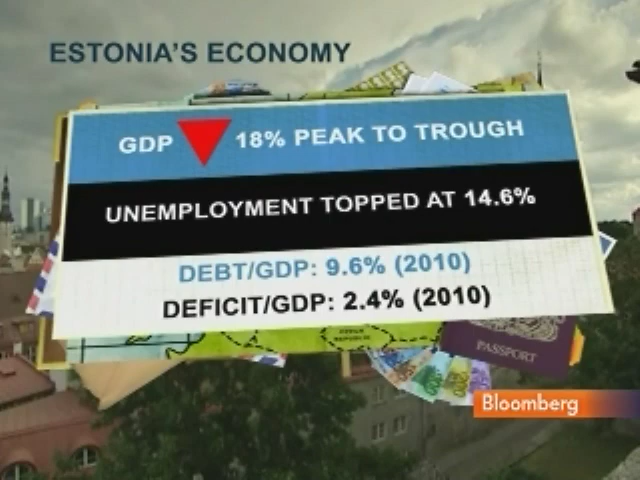 ESTONIA'S ECONOMY
GDP 18% PEAK TO TROUGH
UNEMPLOYMENT TOPPED AT 14.6%
DEBT/GDP: 9.6% (2010)
DEFICIT/GDP: 2.4% (2010)
REPUBLIC
PASSPORT
Bloomberg